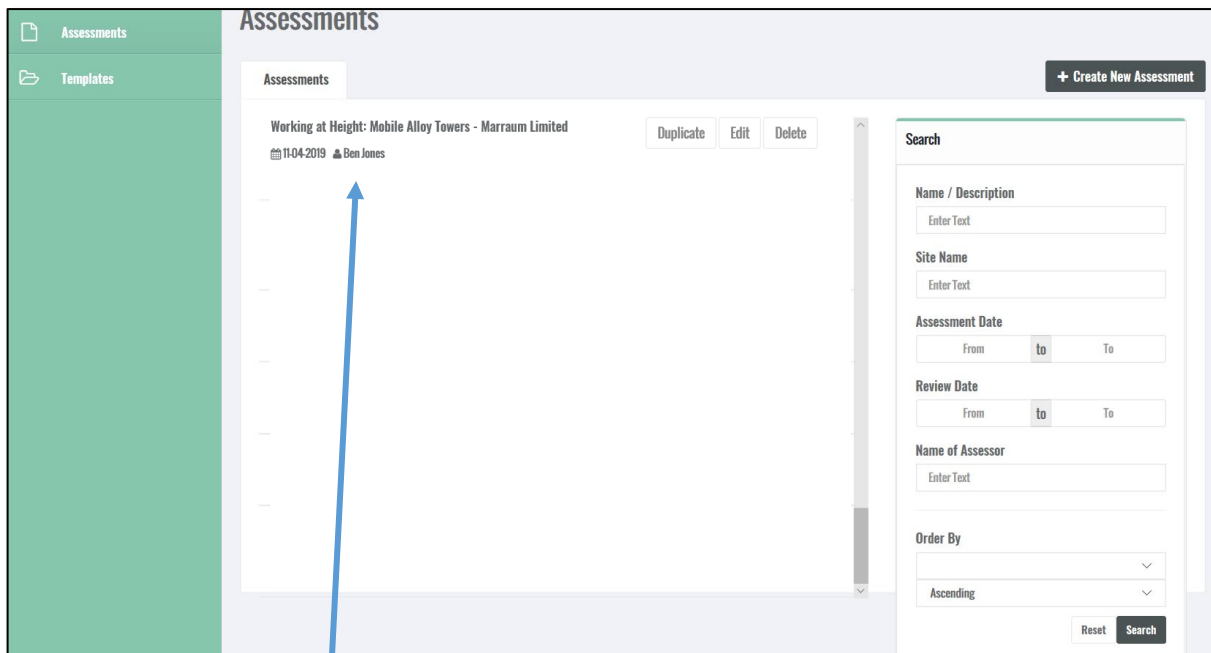 Assessments
Templates
Assessments
Assessments
+ Create New Assessment
Working at Height: Mobile Alloy Towers - Marraum Limited
11-04-2019 Ben Jones
Duplicate Edit Delete
Search
Name / Description
Enter Text
Site Name
Enter Text
Assessment Date
From to To
Review Date
From to To
Name of Assessor
Enter Text
Order By
Ascending
Reset Search